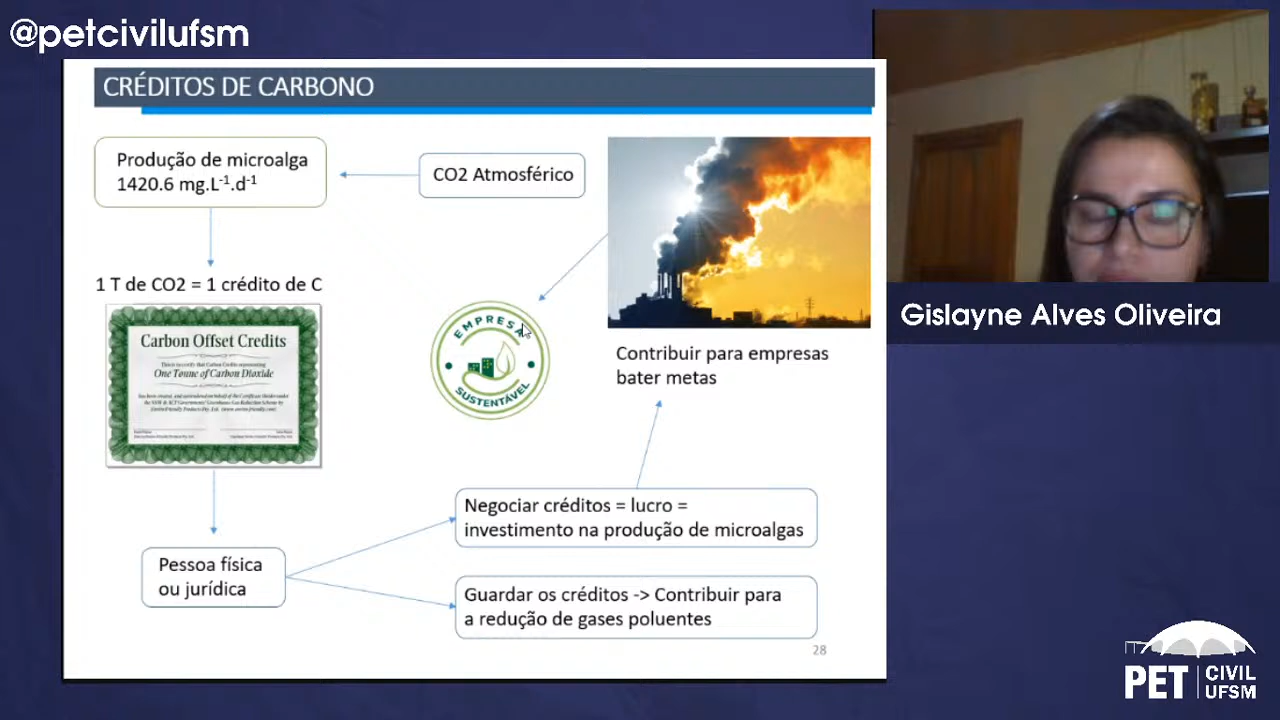 @petcivilufsm
CRÉDITOS DE CARBONO
Produção de microalga
1420.6 mg.L-1.d-1
CO2 Atmosférico
1 T de CO2 = 1 crédito de C
Carbon Offset Credits
One Tonne of Carbon Dioxide
EMPRESA
SUSTENTÁVEL
Contribuir para empresas
bater metas
Negociar créditos = lucro =
investimento na produção de microalgas
Pessoa física
ou jurídica
Guardar os créditos -> Contribuir para
a redução de gases poluentes
28
Gislayne Alves Oliveira
PET
CIVIL
UFSM